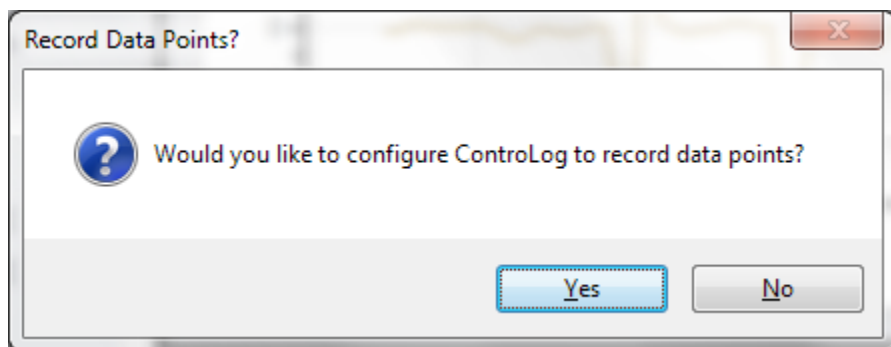 Record Data Points?
Would you like to configure ControLog to record data points?
Yes
No